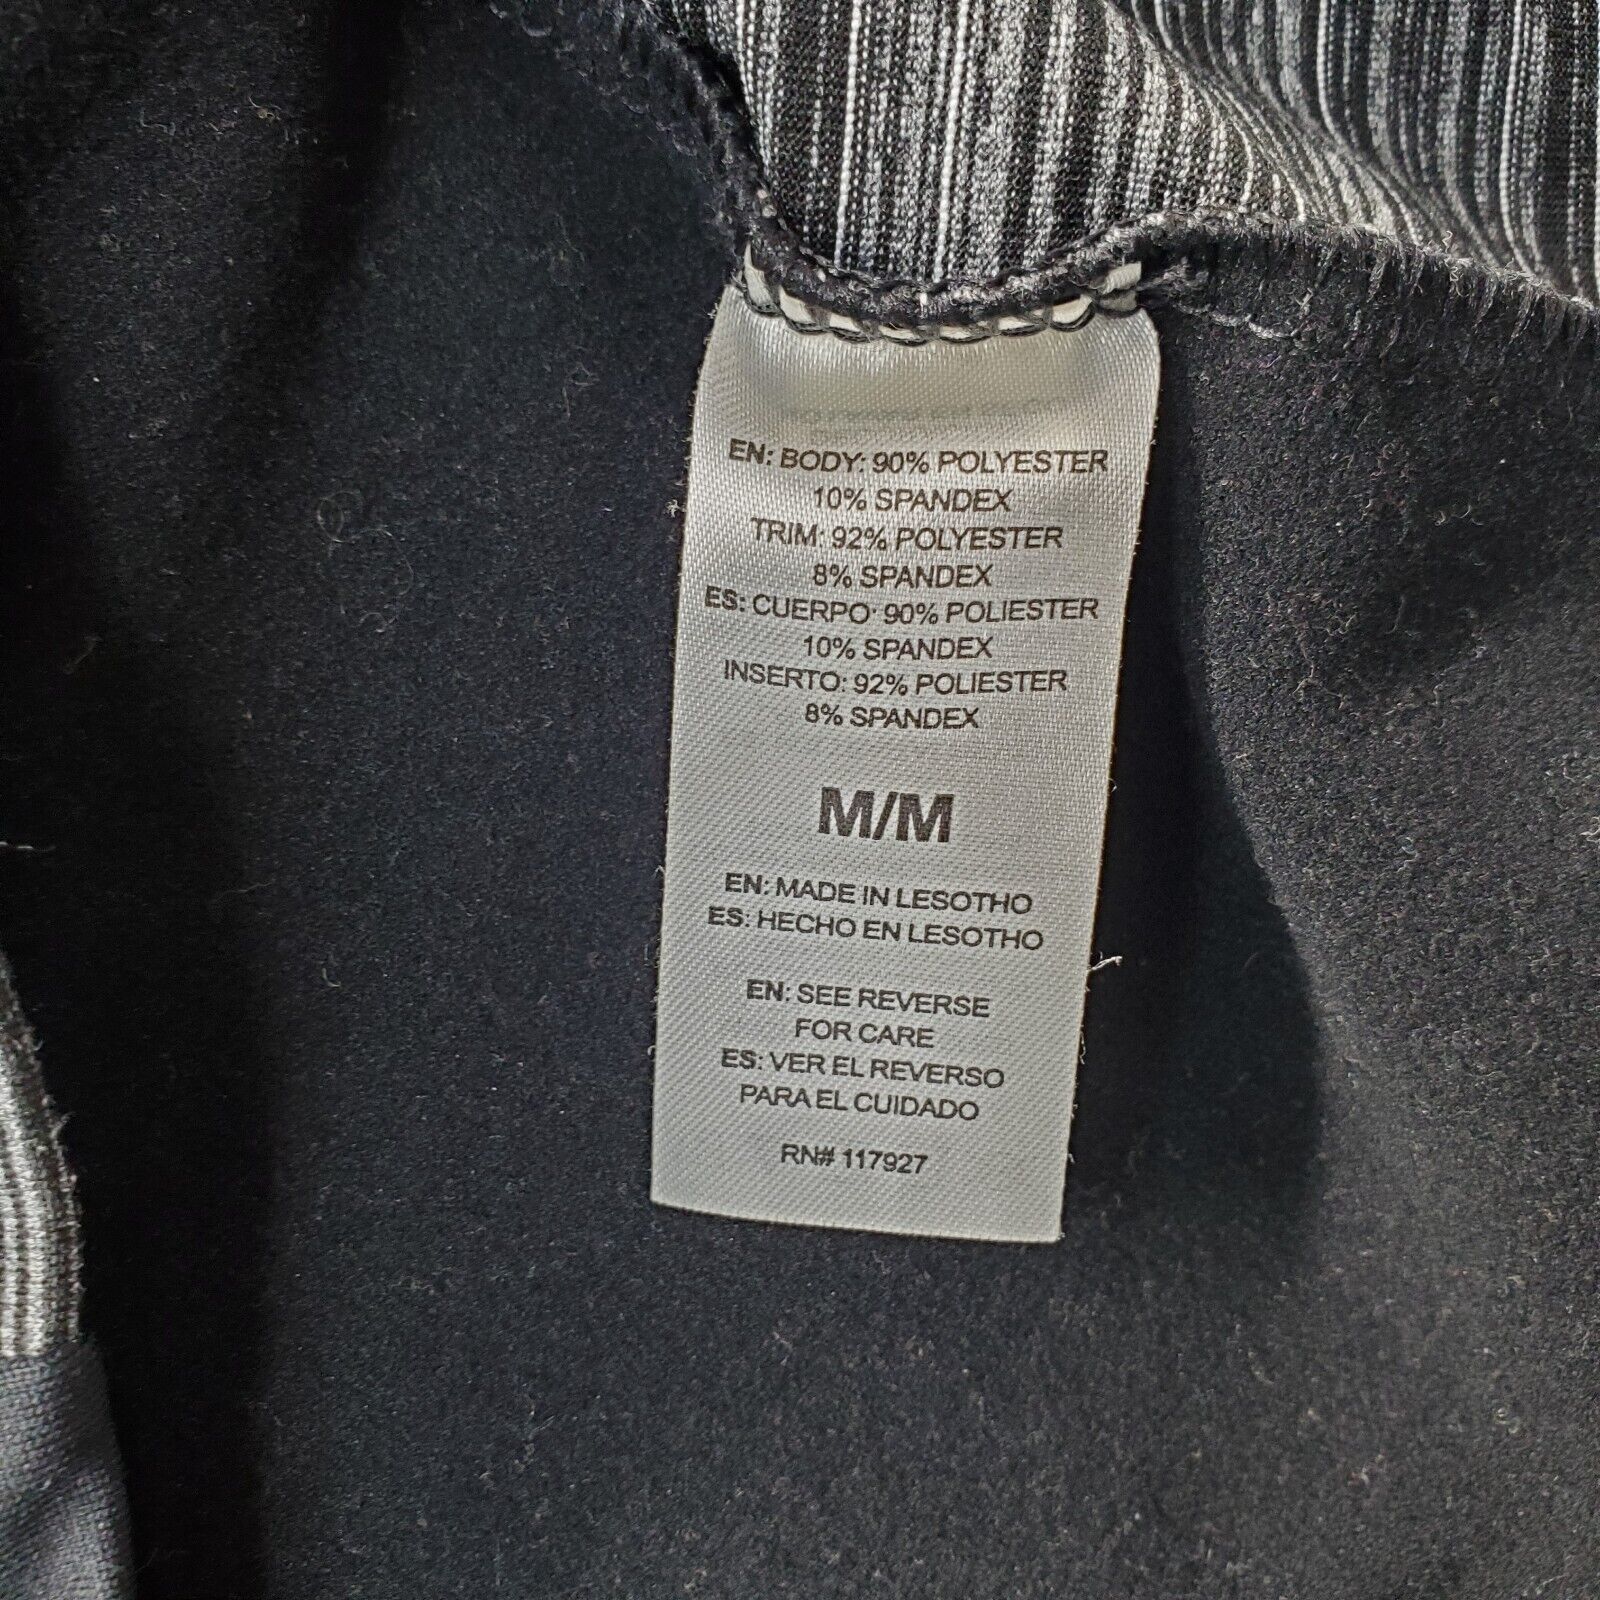 EN: BODY: 90% POLYESTER
10% SPANDEX
TRIM: 92% POLYESTER
8% SPANDEX
ES: CUERPO: 90% POLIESTER
10% SPANDEX
INSERTO: 92% POLIESTER
8% SPANDEX
M/M
EN: MADE IN LESOTHO
ES: HECHO EN LESOTHO
EN: SEE REVERSE
FOR CARE
ES: VER EL REVERSO
PARA EL CUIDADO
RN# 117927